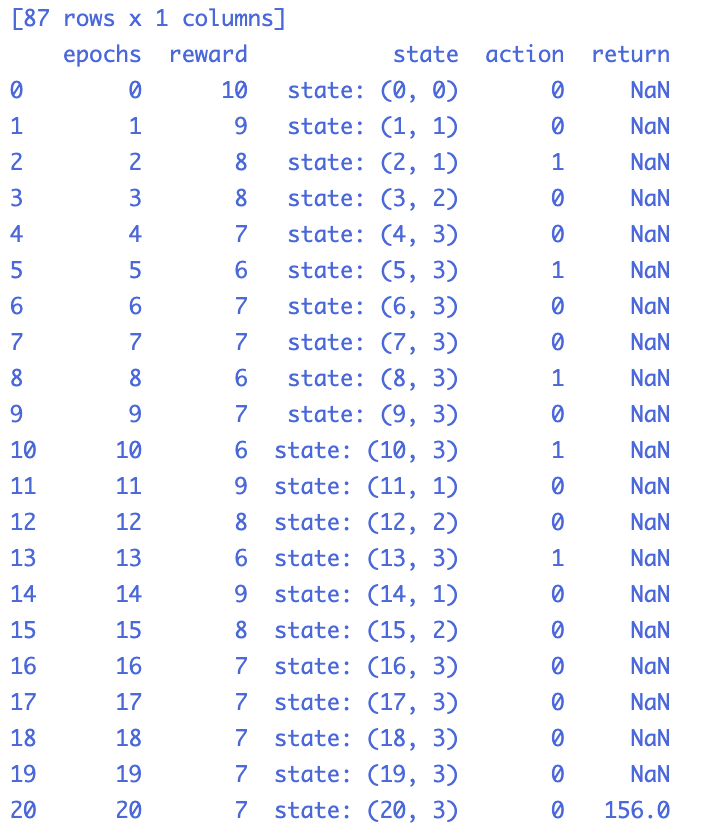 [87 rows x 1 columns]
    epochs  reward           state  action  return
0        0      10   state: (0, 0)       0     NaN
1        1       9   state: (1, 1)       0     NaN
2        2       8   state: (2, 1)       1     NaN
3        3       8   state: (3, 2)       0     NaN
4        4       7   state: (4, 3)       0     NaN
5        5       6   state: (5, 3)       1     NaN
6        6       7   state: (6, 3)       0     NaN
7        7       7   state: (7, 3)       0     NaN
8        8       6   state: (8, 3)       1     NaN
9        9       7   state: (9, 3)       0     NaN
10      10       6  state: (10, 3)       1     NaN
11      11       9  state: (11, 1)       0     NaN
12      12       8  state: (12, 2)       0     NaN
13      13       6  state: (13, 3)       1     NaN
14      14       9  state: (14, 1)       0     NaN
15      15       8  state: (15, 2)       0     NaN
16      16       7  state: (16, 3)       0     NaN
17      17       7  state: (17, 3)       0     NaN
18      18       7  state: (18, 3)       0     NaN
19      19       7  state: (19, 3)       0     NaN
20      20       7  state: (20, 3)       0   156.0